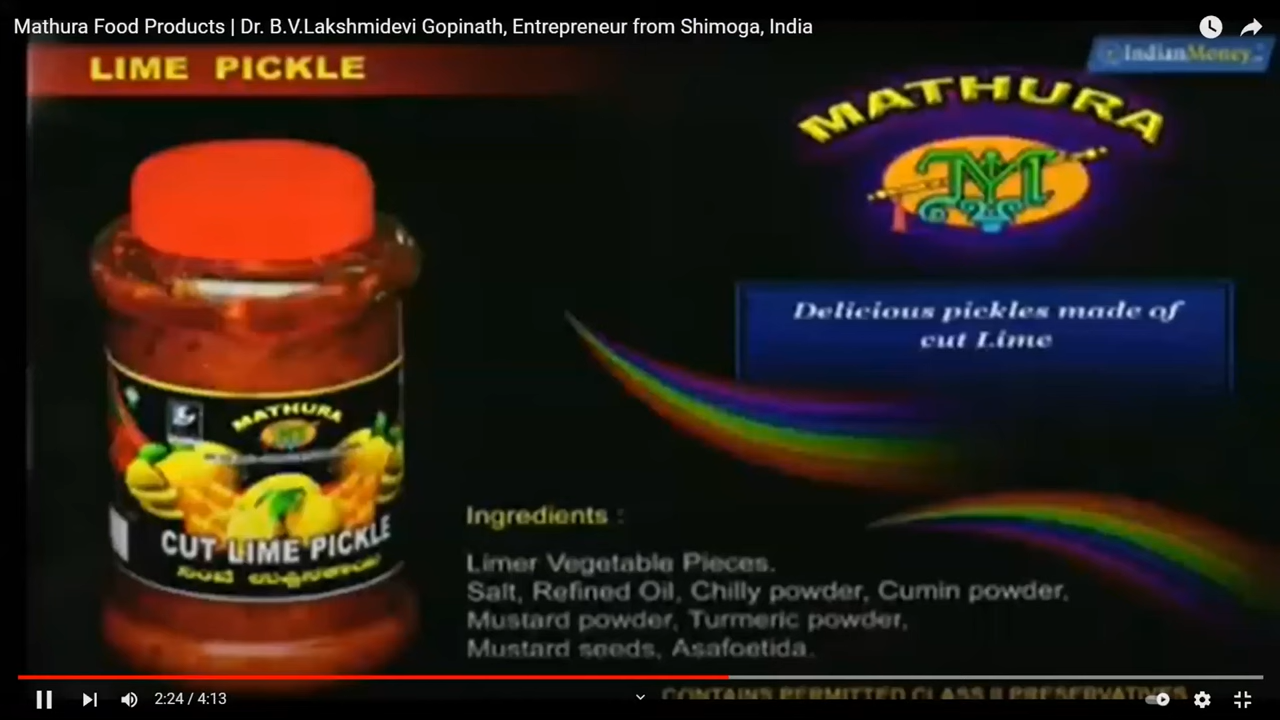 Mathura Food Products | Dr. B.V.Lakshmidevi Gopinath, Entrepreneur from Shimoga, India
LIME PICKLE
IndianMoney
MATHURA
Delicious pickles made of
cut Lime
MATHURA
CUT LIME PICKLE
Ingredients :
Limer Vegetable Pieces.
Salt, Refined Oil, Chilly powder, Cumin powder,
Mustard powder, Turmeric powder,
Mustard seeds, Asafoetida.
CONTAINS PERMITTED CLASS II PRESERVATIVES
2:24 / 4:13